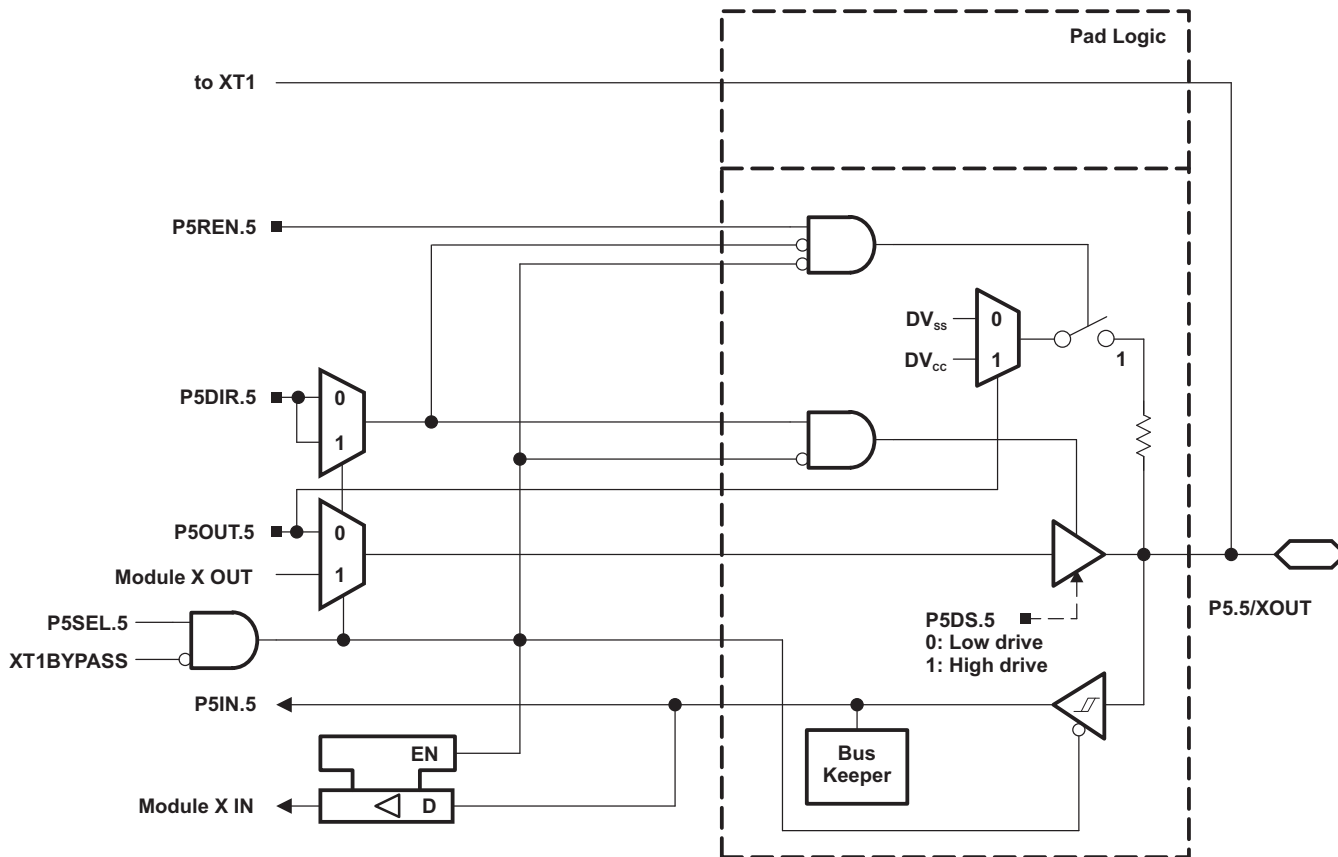 Pad Logic
to XT1
P5REN.5
DVss
0
DVcc
1
1
P5DIR.5
0
1
P5OUT.5
0
Module X OUT
1
P5SEL.5
XT1BYPASS
P5DS.5
0: Low drive
1: High drive
P5.5/XOUT
P5IN.5
Bus
Keeper
EN
Module X IN
D